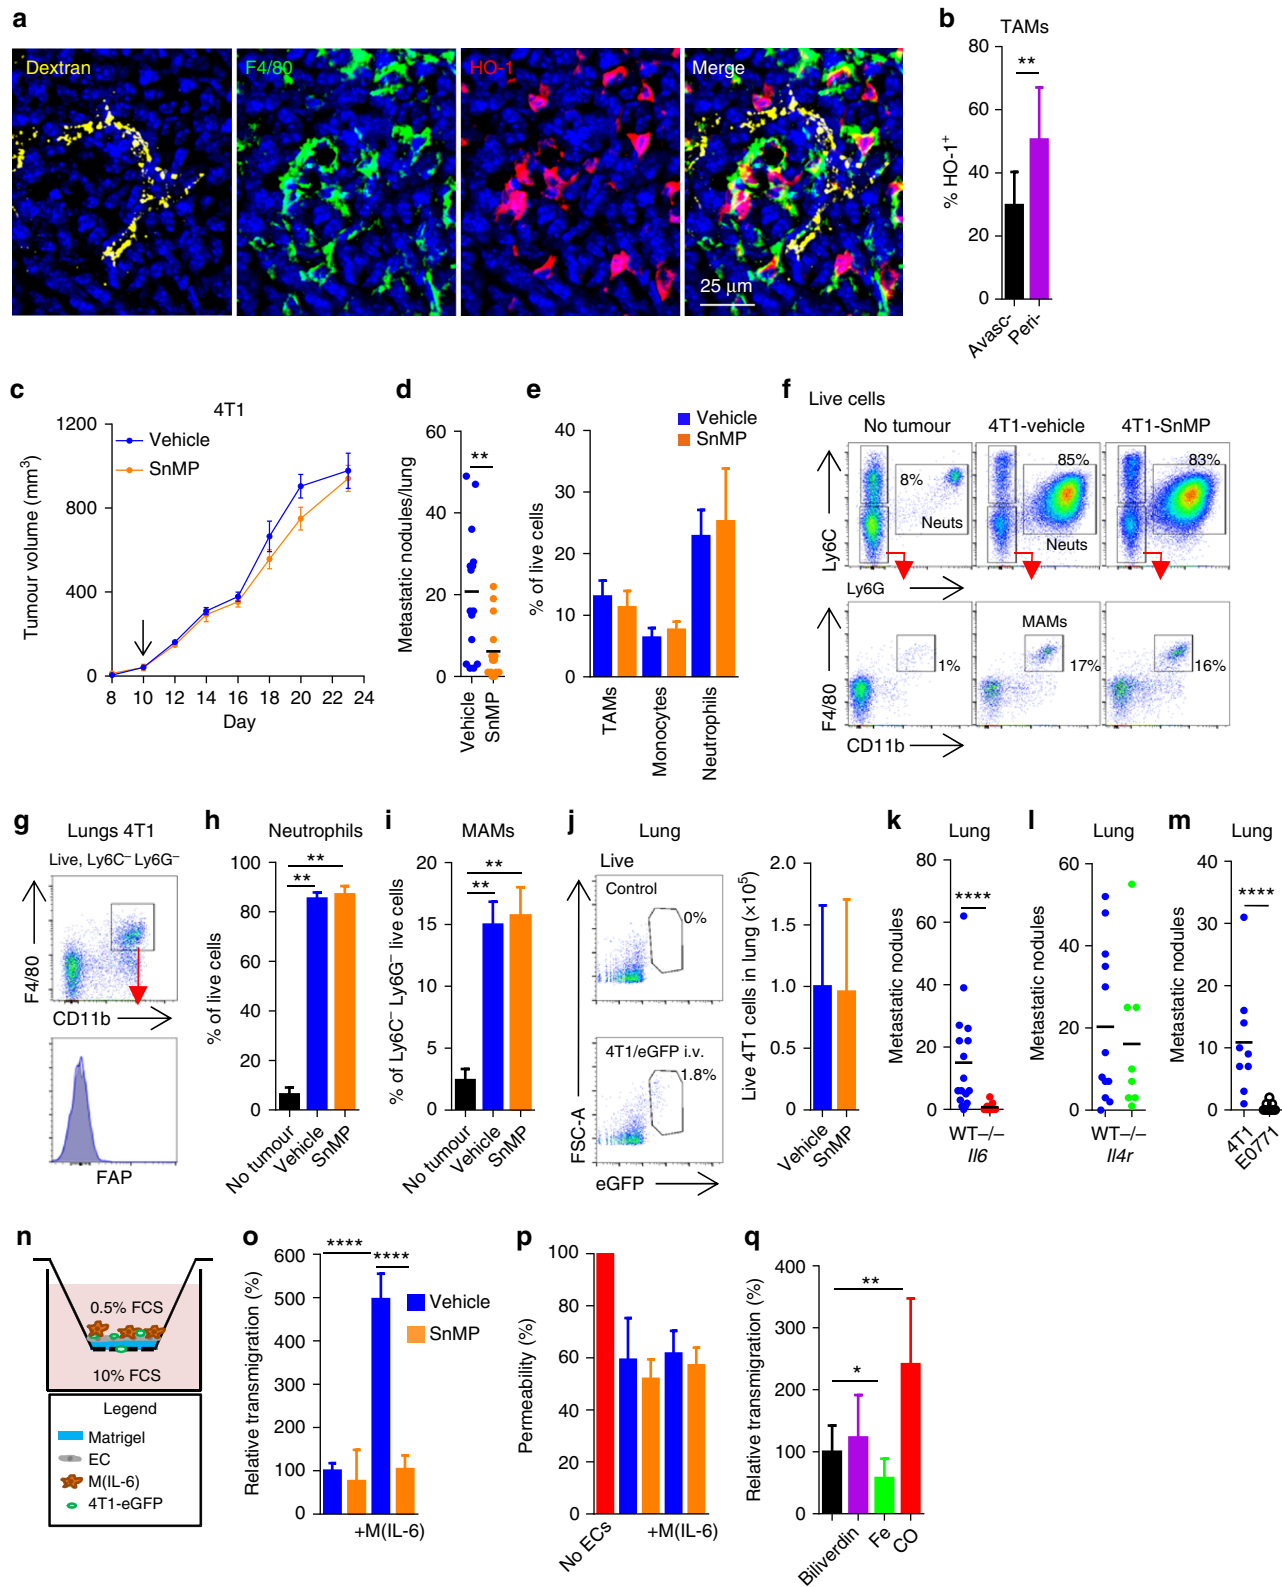 a
Dextran
F4/80
HO-1
Merge
25 μm
b
TAMs
**
% HO-1⁺
80
60
40
20
0
Avasc-
Peri-
c
4T1
Vehicle
SnMP
Tumour volume (mm³)
1200
800
400
0
8 10 12 14 16 18 20 22 24
Day
d
**
Metastatic nodules/lung
60
40
20
0
Vehicle
SnMP
e
Vehicle
SnMP
% of live cells
40
30
20
10
0
TAMs
Monocytes
Neutrophils
f
Live cells
No tumour 4T1-vehicle 4T1-SnMP
8%
Neuts
85%
Neuts
83%
Ly6C
Ly6G
MAMs
1%
17%
16%
F4/80
CD11b
g
Lungs 4T1
Live, Ly6C⁻ Ly6G⁻
F4/80
CD11b
FAP
h
Neutrophils
**
**
% of live cells
100
80
60
40
20
0
No tumour
Vehicle
SnMP
i
MAMs
**
**
% of Ly6C⁻ Ly6G⁻ live cells
20
15
10
5
0
No tumour
Vehicle
SnMP
j
Lung
Live
Control
0%
4T1/eGFP i.v.
1.8%
FSC-A
eGFP
Live 4T1 cells in lung (×10⁵)
2.0
1.5
1.0
0.5
0
Vehicle
SnMP
k
Lung
****
Metastatic nodules
80
60
40
20
0
WT–/–
Il6
l
Lung
Metastatic nodules
60
40
20
0
WT–/–
Il4r
m
Lung
****
Metastatic nodules
40
30
20
10
0
4T1
E0771
n
0.5% FCS
10% FCS
Legend
Matrigel
EC
M(IL-6)
4T1-eGFP
o
****
****
Vehicle
SnMP
Relative transmigration (%)
600
500
400
300
200
100
0
+M(IL-6)
p
Permeability (%)
100
80
60
40
20
0
No ECs
+M(IL-6)
q
**
*
Relative transmigration (%)
400
300
200
100
0
Biliverdin
Fe
CO